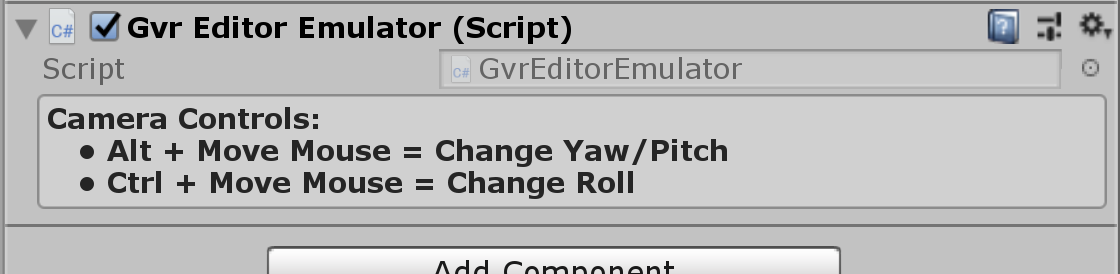 C# Gvr Editor Emulator (Script)
Script C# GvrEditorEmulator
Camera Controls:
• Alt + Move Mouse = Change Yaw/Pitch
• Ctrl + Move Mouse = Change Roll
Add Component